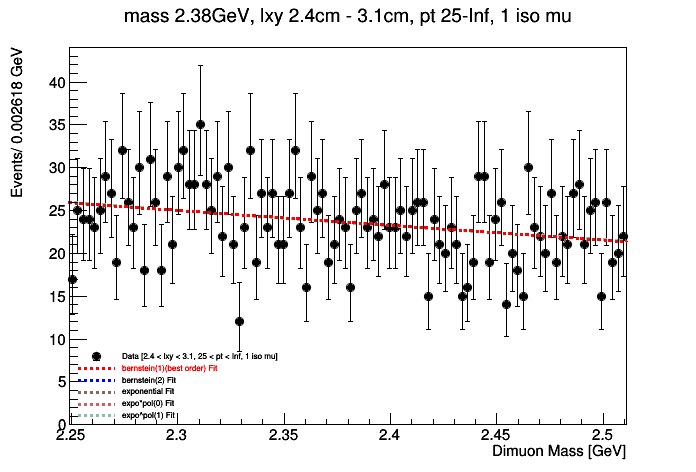 mass 2.38GeV, lxy 2.4cm - 3.1cm, pt 25-Inf, 1 iso mu
Events/ 0.002618 GeV
40
35
30
25
20
15
10
5
0
Data [2.4 < lxy < 3.1, 25 < pt < Inf, 1 iso mu]
bernstein(1)(best order) Fit
bernstein(2) Fit
exponential Fit
expo*pol(0) Fit
expo*pol(1) Fit
2.25 2.3 2.35 2.4 2.45 2.5
Dimuon Mass [GeV]